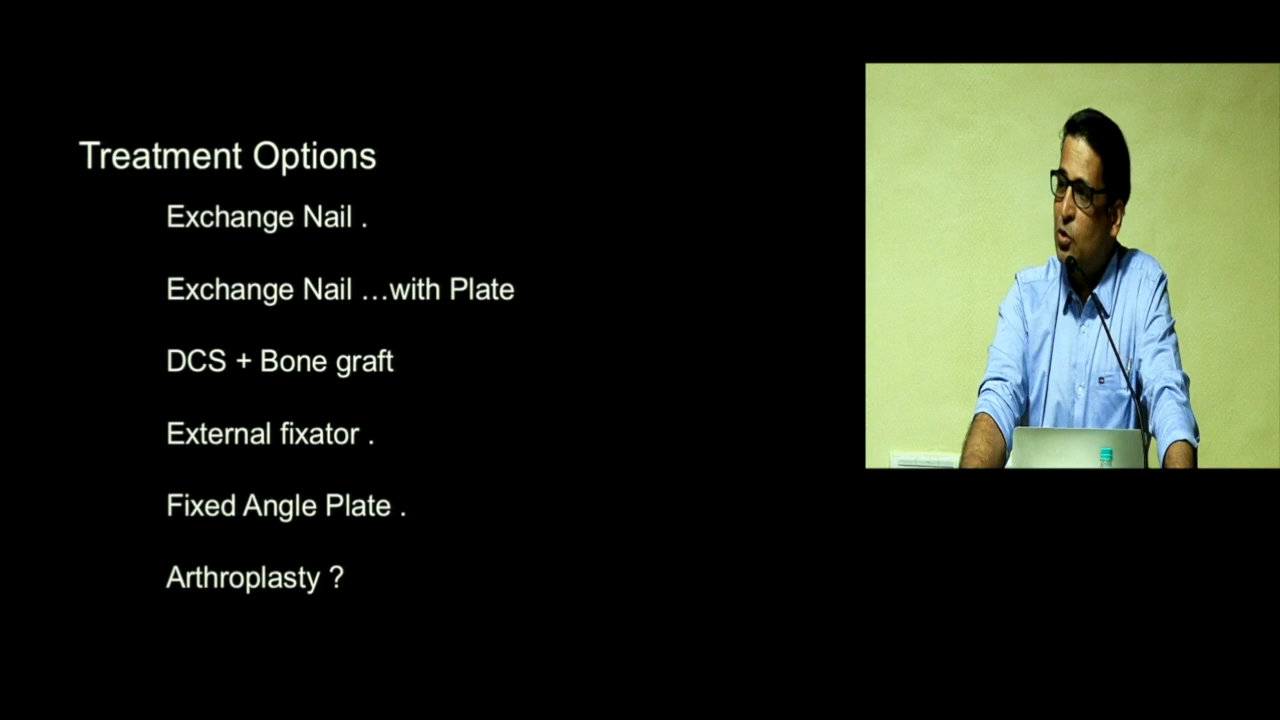 Treatment Options
Exchange Nail .
Exchange Nail …with Plate
DCS + Bone graft
External fixator .
Fixed Angle Plate .
Arthroplasty ?